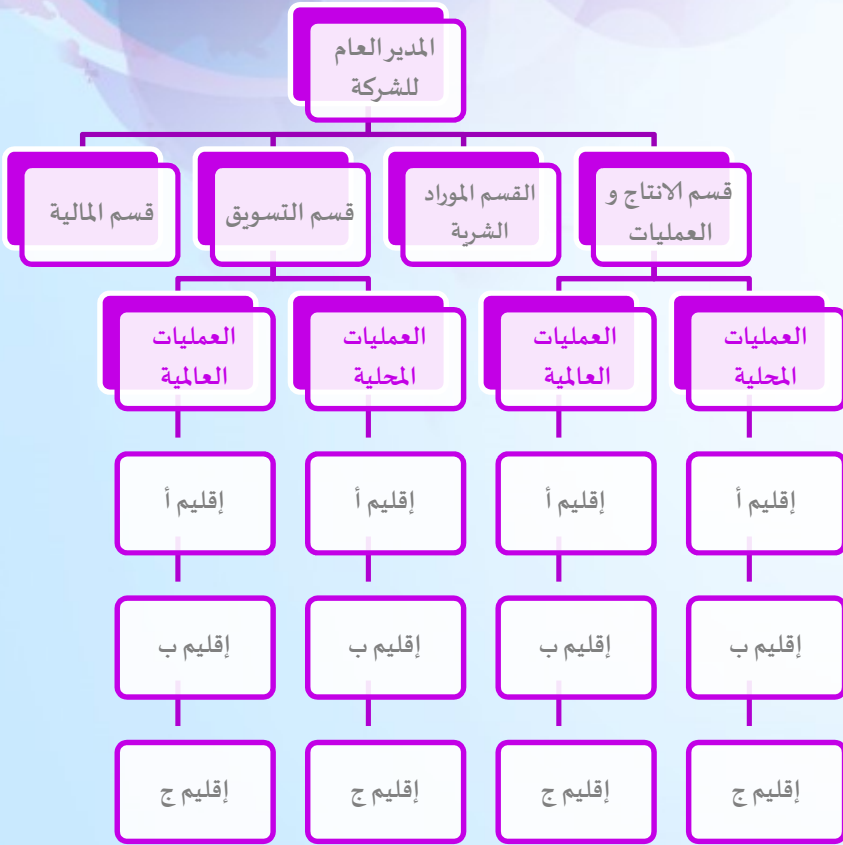 المدير العام
للشركة
قسم الانتاج و
العمليات
القسم الموراد
الشرية
قسم التسويق
قسم المالية
العمليات
المحلية
العمليات
العالمية
العمليات
المحلية
العمليات
العالمية
إقليم أ
إقليم أ
إقليم أ
إقليم أ
إقليم ب
إقليم ب
إقليم ب
إقليم ب
إقليم ج
إقليم ج
إقليم ج
إقليم ج